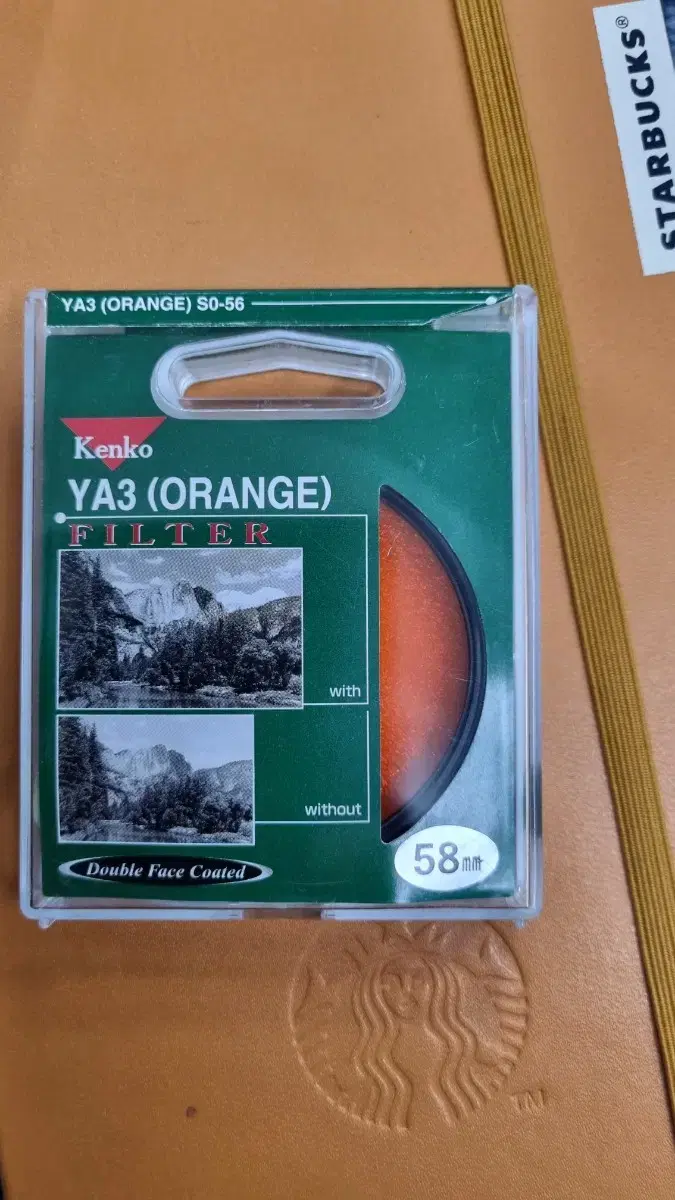 STARBUCKS®
YA3 (ORANGE) S0-56
Kenko
YA3 (ORANGE)
FILTER
with
without
Double Face Coated
58mm
TM